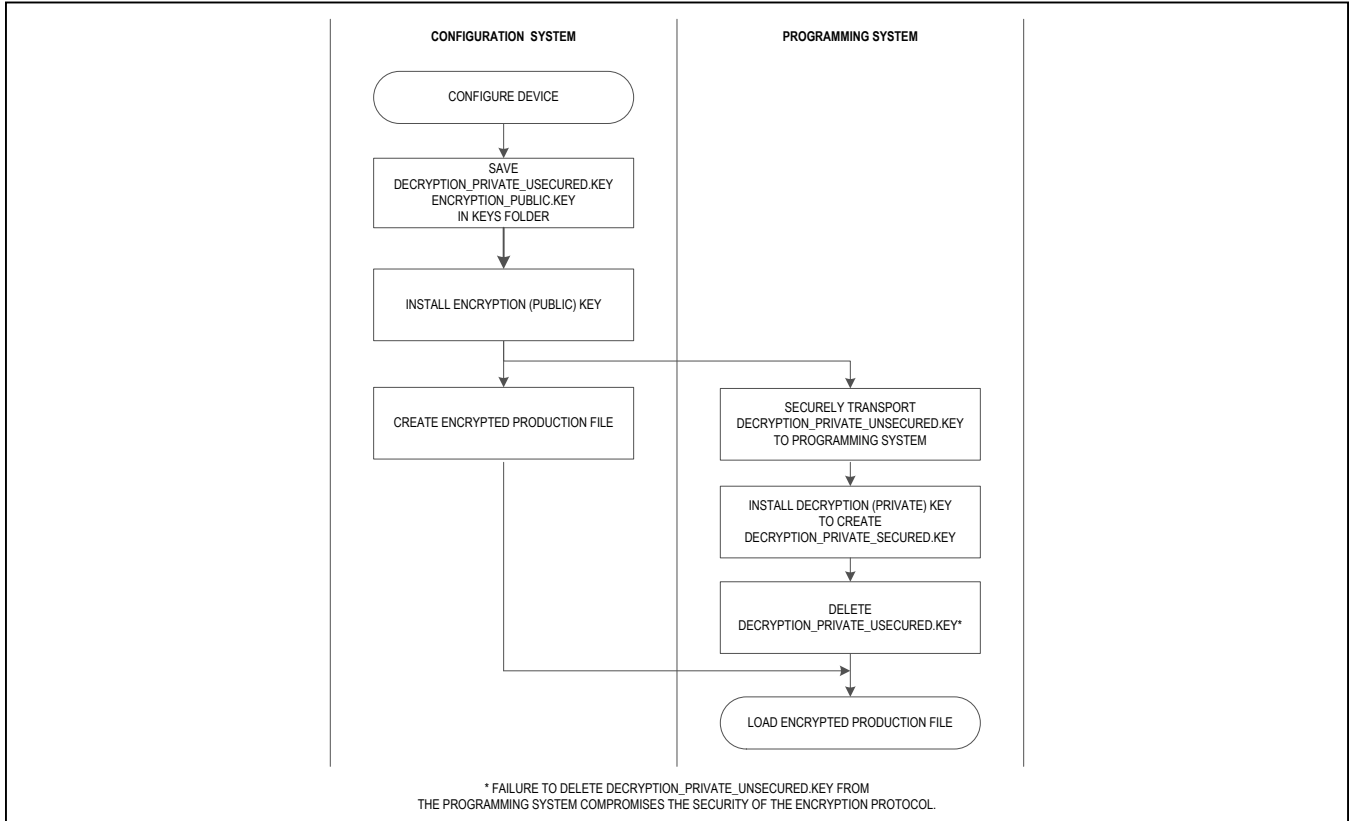 CONFIGURATION SYSTEM
PROGRAMMING SYSTEM
CONFIGURE DEVICE
SAVE
DECRYPTION_PRIVATE_USECURED.KEY
ENCRYPTION_PUBLIC.KEY
IN KEYS FOLDER
INSTALL ENCRYPTION (PUBLIC) KEY
CREATE ENCRYPTED PRODUCTION FILE
SECURELY TRANSPORT
DECRYPTION_PRIVATE_UNSECURED.KEY
TO PROGRAMMING SYSTEM
INSTALL DECRYPTION (PRIVATE) KEY
TO CREATE
DECRYPTION_PRIVATE_SECURED.KEY
DELETE
DECRYPTION_PRIVATE_USECURED.KEY*
LOAD ENCRYPTED PRODUCTION FILE
* FAILURE TO DELETE DECRYPTION_PRIVATE_UNSECURED.KEY FROM
THE PROGRAMMING SYSTEM COMPROMISES THE SECURITY OF THE ENCRYPTION PROTOCOL.